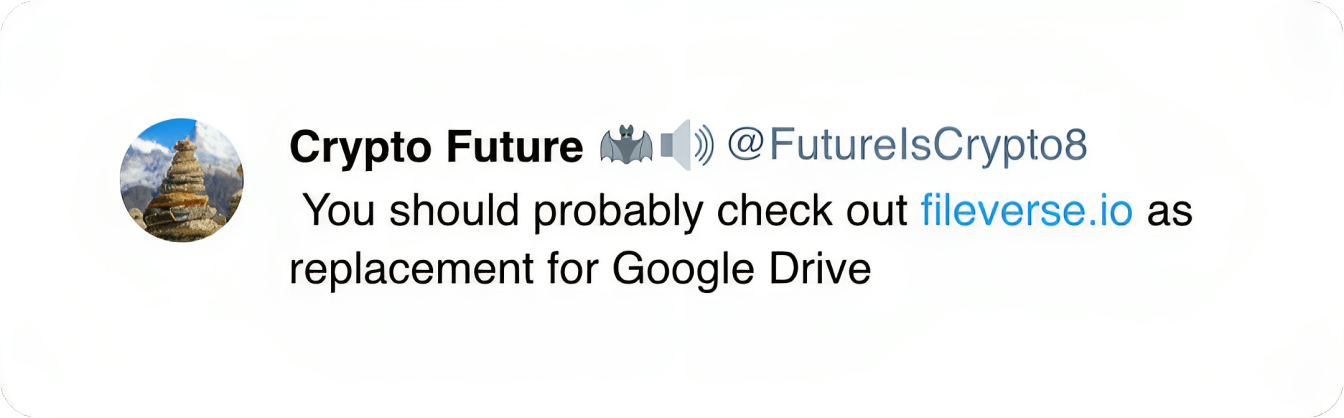 Crypto Future 🦇🔊 @FutureIsCrypto8
You should probably check out fileverse.io as
replacement for Google Drive